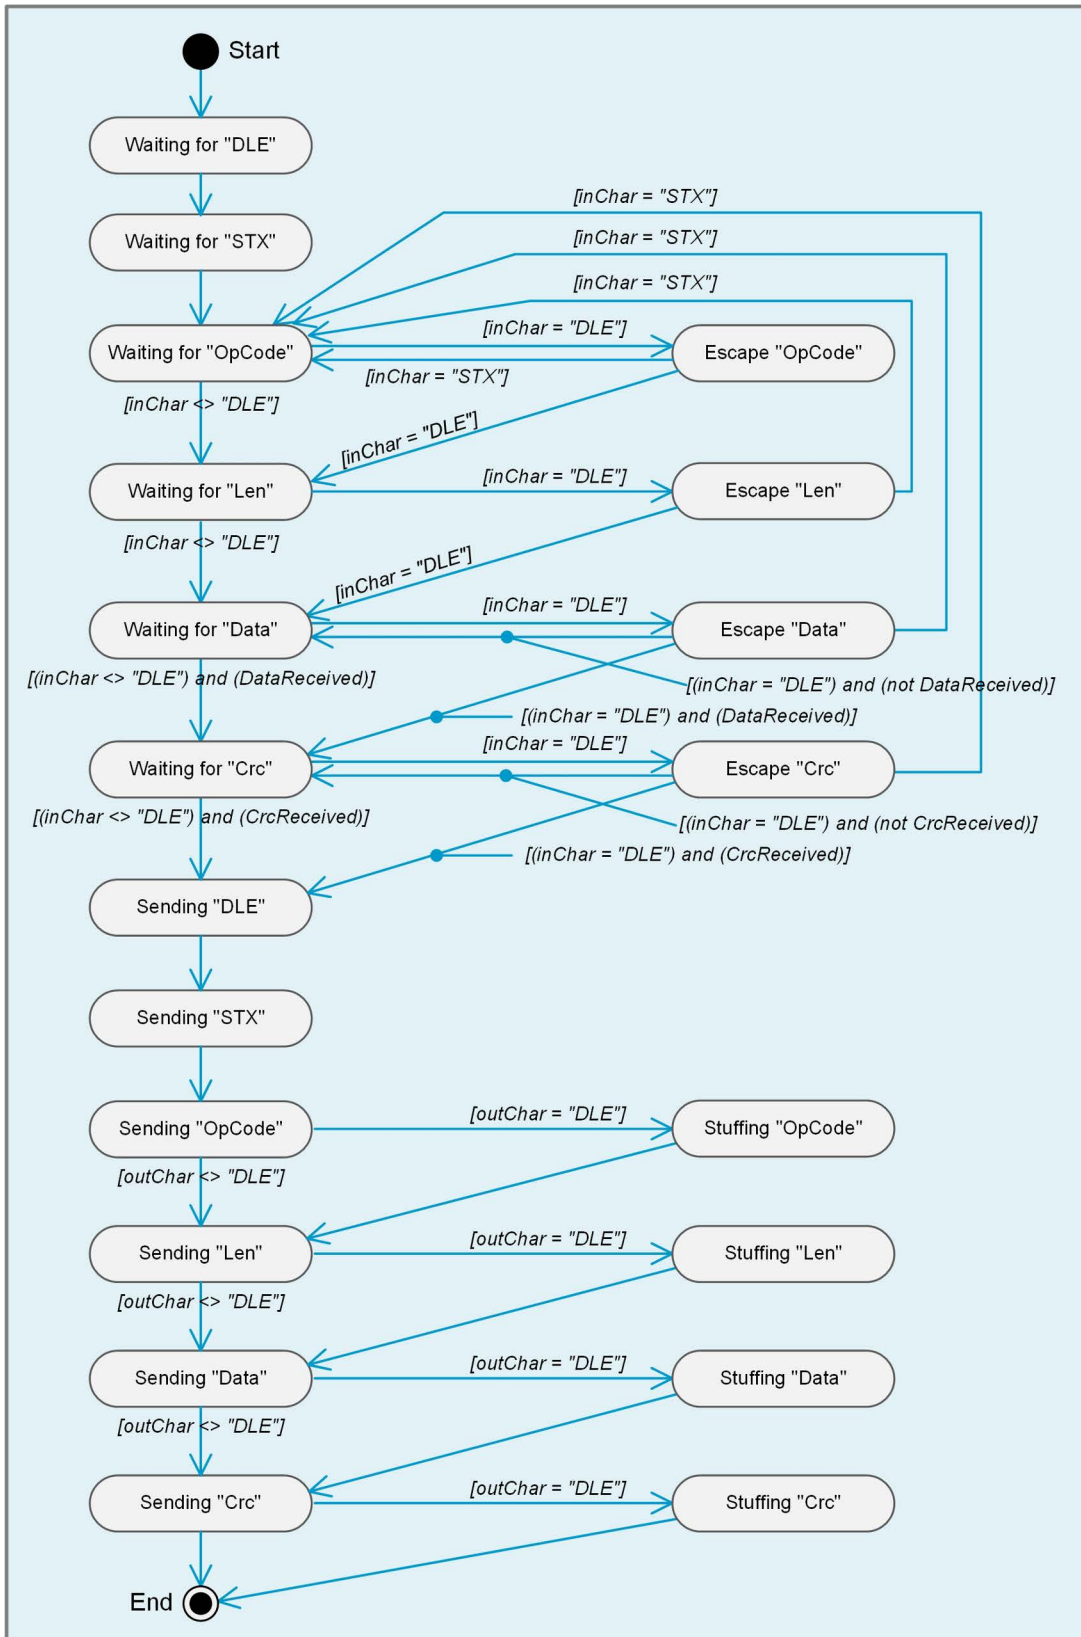 Start
Waiting for "DLE"
[inChar = "STX"]
Waiting for "STX"
[inChar = "STX"]
[inChar = "STX"]
[inChar = "DLE"]
Waiting for "OpCode"
Escape "OpCode"
[inChar = "STX"]
[inChar <> "DLE"]
[inChar = "DLE"]
[inChar = "DLE"]
Waiting for "Len"
Escape "Len"
[inChar <> "DLE"]
[inChar = "DLE"]
[inChar = "DLE"]
Waiting for "Data"
Escape "Data"
[(inChar <> "DLE") and (DataReceived)]
[(inChar = "DLE") and (not DataReceived)]
[(inChar = "DLE") and (DataReceived)]
[inChar = "DLE"]
Waiting for "Crc"
Escape "Crc"
[(inChar <> "DLE") and (CrcReceived)]
[(inChar = "DLE") and (not CrcReceived)]
[(inChar = "DLE") and (CrcReceived)]
Sending "DLE"
Sending "STX"
[outChar = "DLE"]
Sending "OpCode"
Stuffing "OpCode"
[outChar <> "DLE"]
[outChar = "DLE"]
Sending "Len"
Stuffing "Len"
[outChar <> "DLE"]
[outChar = "DLE"]
Sending "Data"
Stuffing "Data"
[outChar <> "DLE"]
[outChar = "DLE"]
Sending "Crc"
Stuffing "Crc"
End